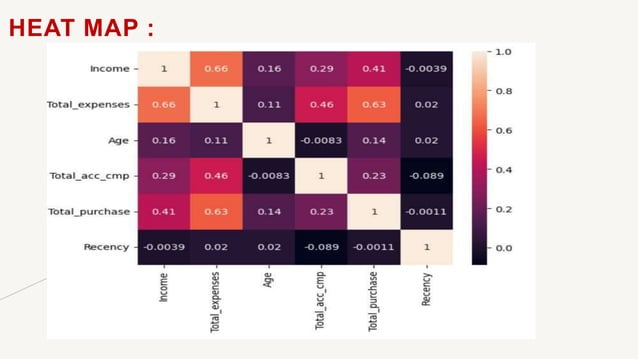 HEAT MAP :
1.0
Income 1 0.66 0.16 0.29 0.41 -0.0039
0.8
Total_expenses 0.66 1 0.11 0.46 0.63 0.02
0.6
Age 0.16 0.11 1 -0.0083 0.14 0.02
0.4
Total_acc_cmp 0.29 0.46 -0.0083 1 0.23 -0.089
0.2
Total_purchase 0.41 0.63 0.14 0.23 1 -0.0011
Recency -0.0039 0.02 0.02 -0.089 -0.0011 1
0.0
Income Total_expenses Age Total_acc_cmp Total_purchase Recency